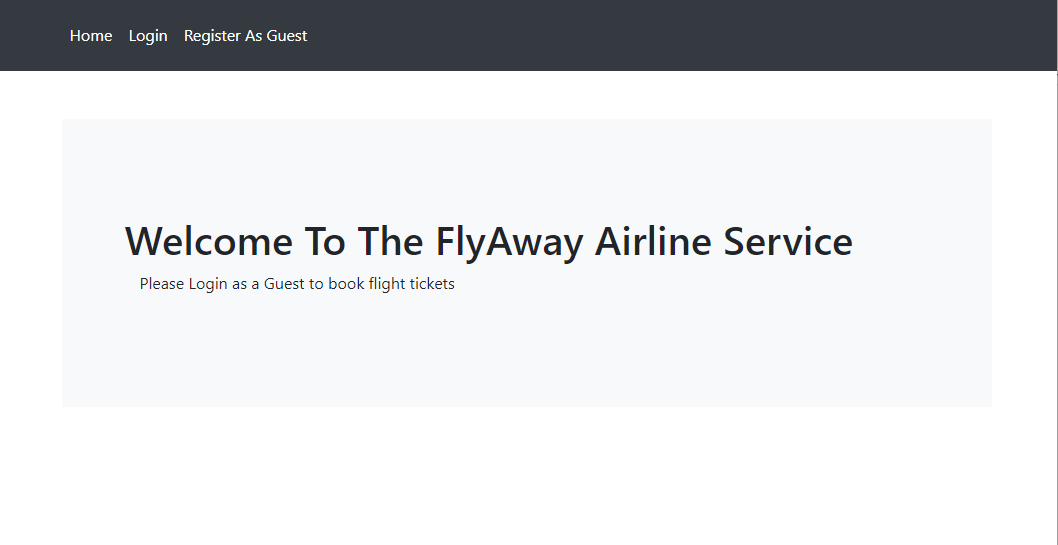 Home Login Register As Guest
Welcome To The FlyAway Airline Service
Please Login as a Guest to book flight tickets